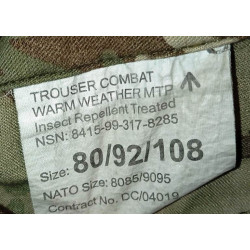 TROUSER COMBAT
WARM WEATHER MTP
Insect Repellent Treated
NSN: 8415-99-317-8285
Size: 80/92/108
NATO Size: 8085/9095
Contract No. DC/04019